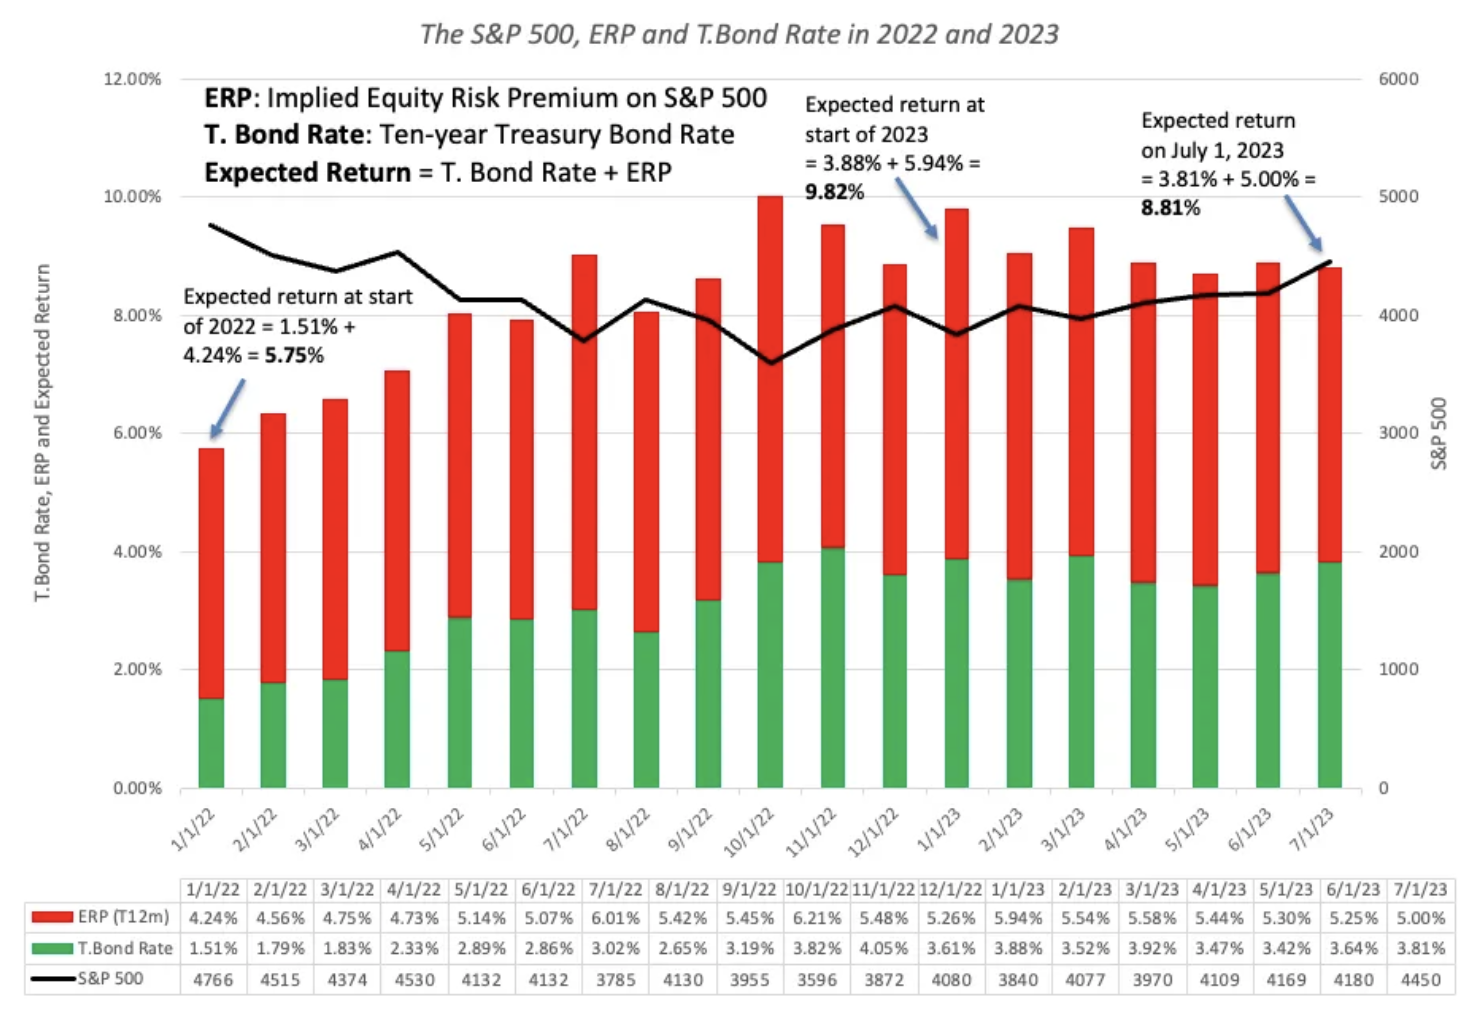 The S&P 500, ERP and T.Bond Rate in 2022 and 2023
12.00%
10.00%
8.00%
6.00%
4.00%
2.00%
0.00%
T.Bond Rate, ERP and Expected Return
6000
5000
4000
3000
2000
1000
0
S&P 500
ERP: Implied Equity Risk Premium on S&P 500
T. Bond Rate: Ten-year Treasury Bond Rate
Expected Return = T. Bond Rate + ERP
Expected return at start
of 2022 = 1.51% +
4.24% = 5.75%
Expected return at
start of 2023
= 3.88% + 5.94% =
9.82%
Expected return
on July 1, 2023
= 3.81% + 5.00% =
8.81%
1/1/22 2/1/22 3/1/22 4/1/22 5/1/22 6/1/22 7/1/22 8/1/22 9/1/22 10/1/22 11/1/22 12/1/22 1/1/23 2/1/23 3/1/23 4/1/23 5/1/23 6/1/23 7/1/23
1/1/22 2/1/22 3/1/22 4/1/22 5/1/22 6/1/22 7/1/22 8/1/22 9/1/22 10/1/22 11/1/22 12/1/22 1/1/23 2/1/23 3/1/23 4/1/23 5/1/23 6/1/23 7/1/23
ERP (T12m) 4.24% 4.56% 4.75% 4.73% 5.14% 5.07% 6.01% 5.42% 5.45% 6.21% 5.48% 5.26% 5.94% 5.54% 5.58% 5.44% 5.30% 5.25% 5.00%
T.Bond Rate 1.51% 1.79% 1.83% 2.33% 2.89% 2.86% 3.02% 2.65% 3.19% 3.82% 4.05% 3.61% 3.88% 3.52% 3.92% 3.47% 3.42% 3.64% 3.81%
S&P 500 4766 4515 4374 4530 4132 4132 3785 4130 3955 3596 3872 4080 3840 4077 3970 4109 4169 4180 4450